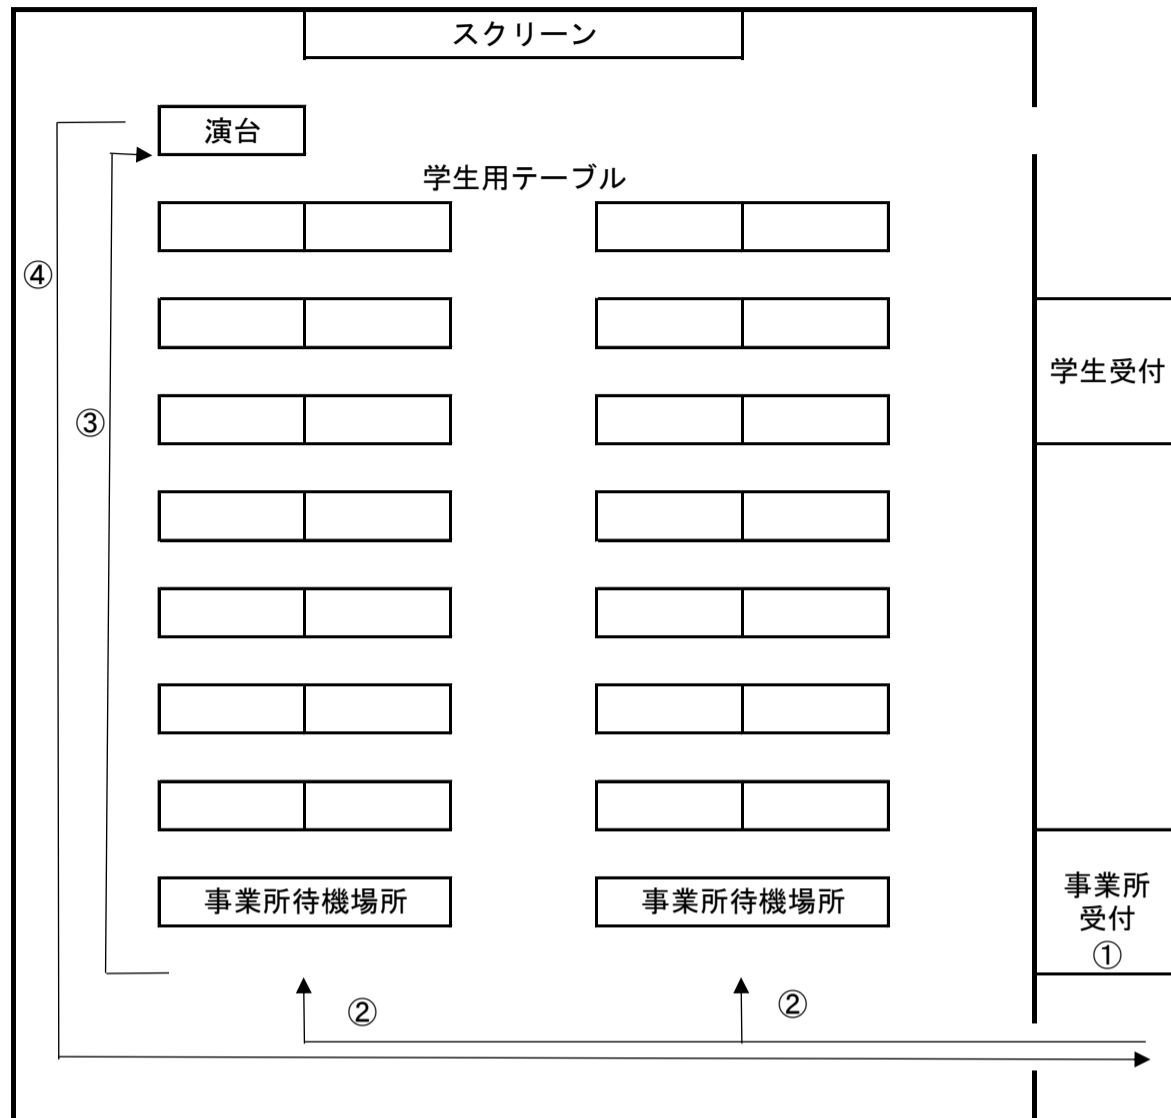 スクリーン
演台
学生用テーブル
④
学生受付
③
事業所待機場所
事業所待機場所
事業所
受付
①
②
②